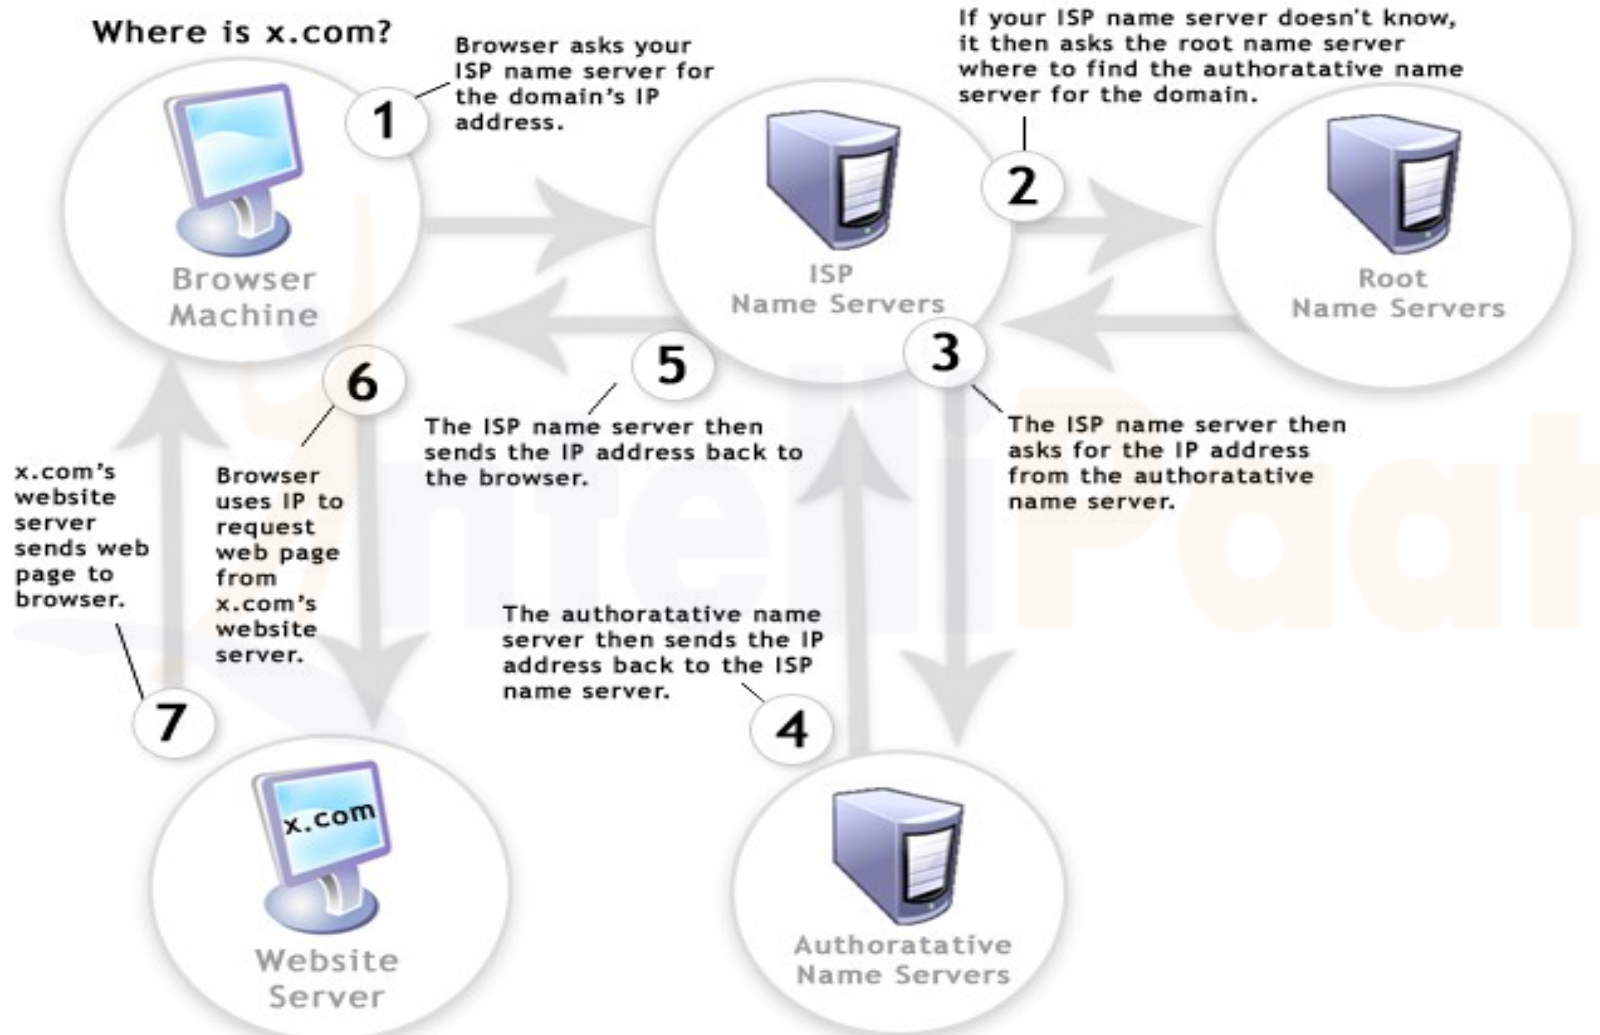 Where is x.com?
1
Browser asks your
ISP name server for
the domain's IP
address.
If your ISP name server doesn't know,
it then asks the root name server
where to find the authoratative name
server for the domain.
2
Browser
Machine
ISP
Name Servers
Root
Name Servers
3
The ISP name server then
asks for the IP address
from the authoratative
name server.
5
The ISP name server then
sends the IP address back to
the browser.
6
Browser
uses IP to
request
web page
from
x.com's
website
server.
x.com's
website
server
sends web
page to
browser.
7
The authoratative name
server then sends the IP
address back to the ISP
name server.
4
x.com
Website
Server
Authoratative
Name Servers
IntelliPaat